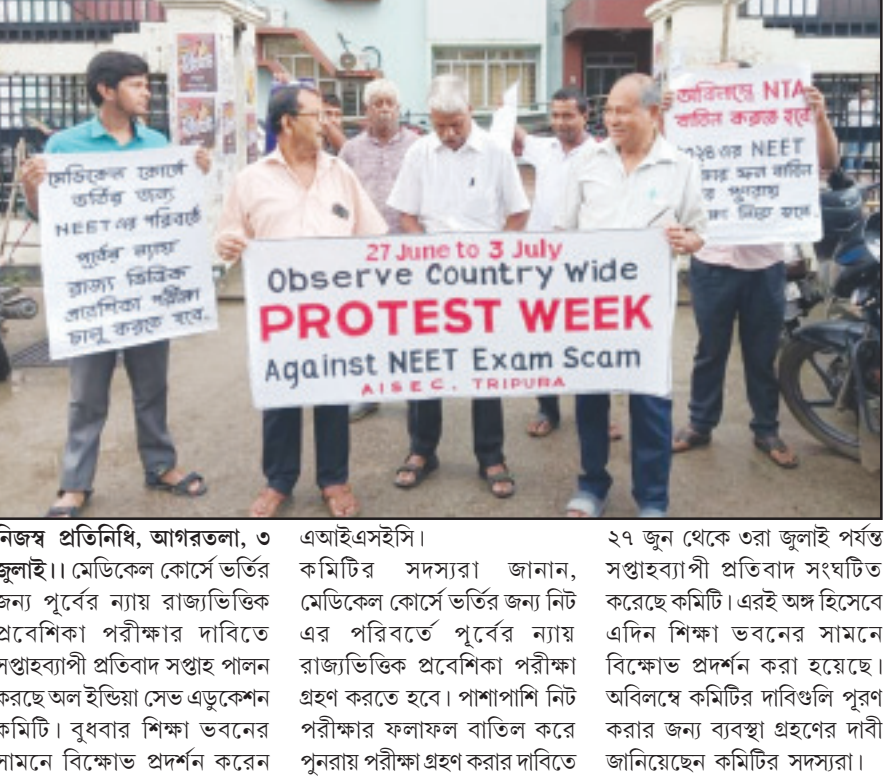 মেডিকেল কোর্সে
ভর্তির জন্য
NEET এর পরিবর্তে
পূর্বের ন্যায়
রাজ্য ভিত্তিক
প্রবেশিকা পরীক্ষা
চালু করতে হবে.
27 June to 3 July
Observe Country Wide
PROTEST WEEK
Against NEET Exam Scam
AISEC, TRIPURA
অবিলম্বে NTA
বাতিল করতে হবে
২০২৪ এর NEET
ফল বাতিল
পুনরায়
নিতে হবে.
নিজস্ব প্রতিনিধি, আগরতলা, ৩
জুলাই।। মেডিকেল কোর্সে ভর্তির
জন্য পূর্বের ন্যায় রাজ্যভিত্তিক
প্রবেশিকা পরীক্ষার দাবিতে
সপ্তাহব্যাপী প্রতিবাদ সপ্তাহ পালন
করছে অল ইন্ডিয়া সেভ এডুকেশন
কমিটি। বুধবার শিক্ষা ভবনের
সামনে বিক্ষোভ প্রদর্শন করেন
এআইএসইসি।
কমিটির সদস্যরা জানান,
মেডিকেল কোর্সে ভর্তির জন্য নিট
এর পরিবর্তে পূর্বের ন্যায়
রাজ্যভিত্তিক প্রবেশিকা পরীক্ষা
গ্রহণ করতে হবে। পাশাপাশি নিট
পরীক্ষার ফলাফল বাতিল করে
পুনরায় পরীক্ষা গ্রহণ করার দাবিতে
২৭ জুন থেকে ৩রা জুলাই পর্যন্ত
সপ্তাহব্যাপী প্রতিবাদ সংঘটিত
করেছে কমিটি। এরই অঙ্গ হিসেবে
এদিন শিক্ষা ভবনের সামনে
বিক্ষোভ প্রদর্শন করা হয়েছে।
অবিলম্বে কমিটির দাবিগুলি পূরণ
করার জন্য ব্যবস্থা গ্রহণের দাবী
জানিয়েছেন কমিটির সদস্যরা।